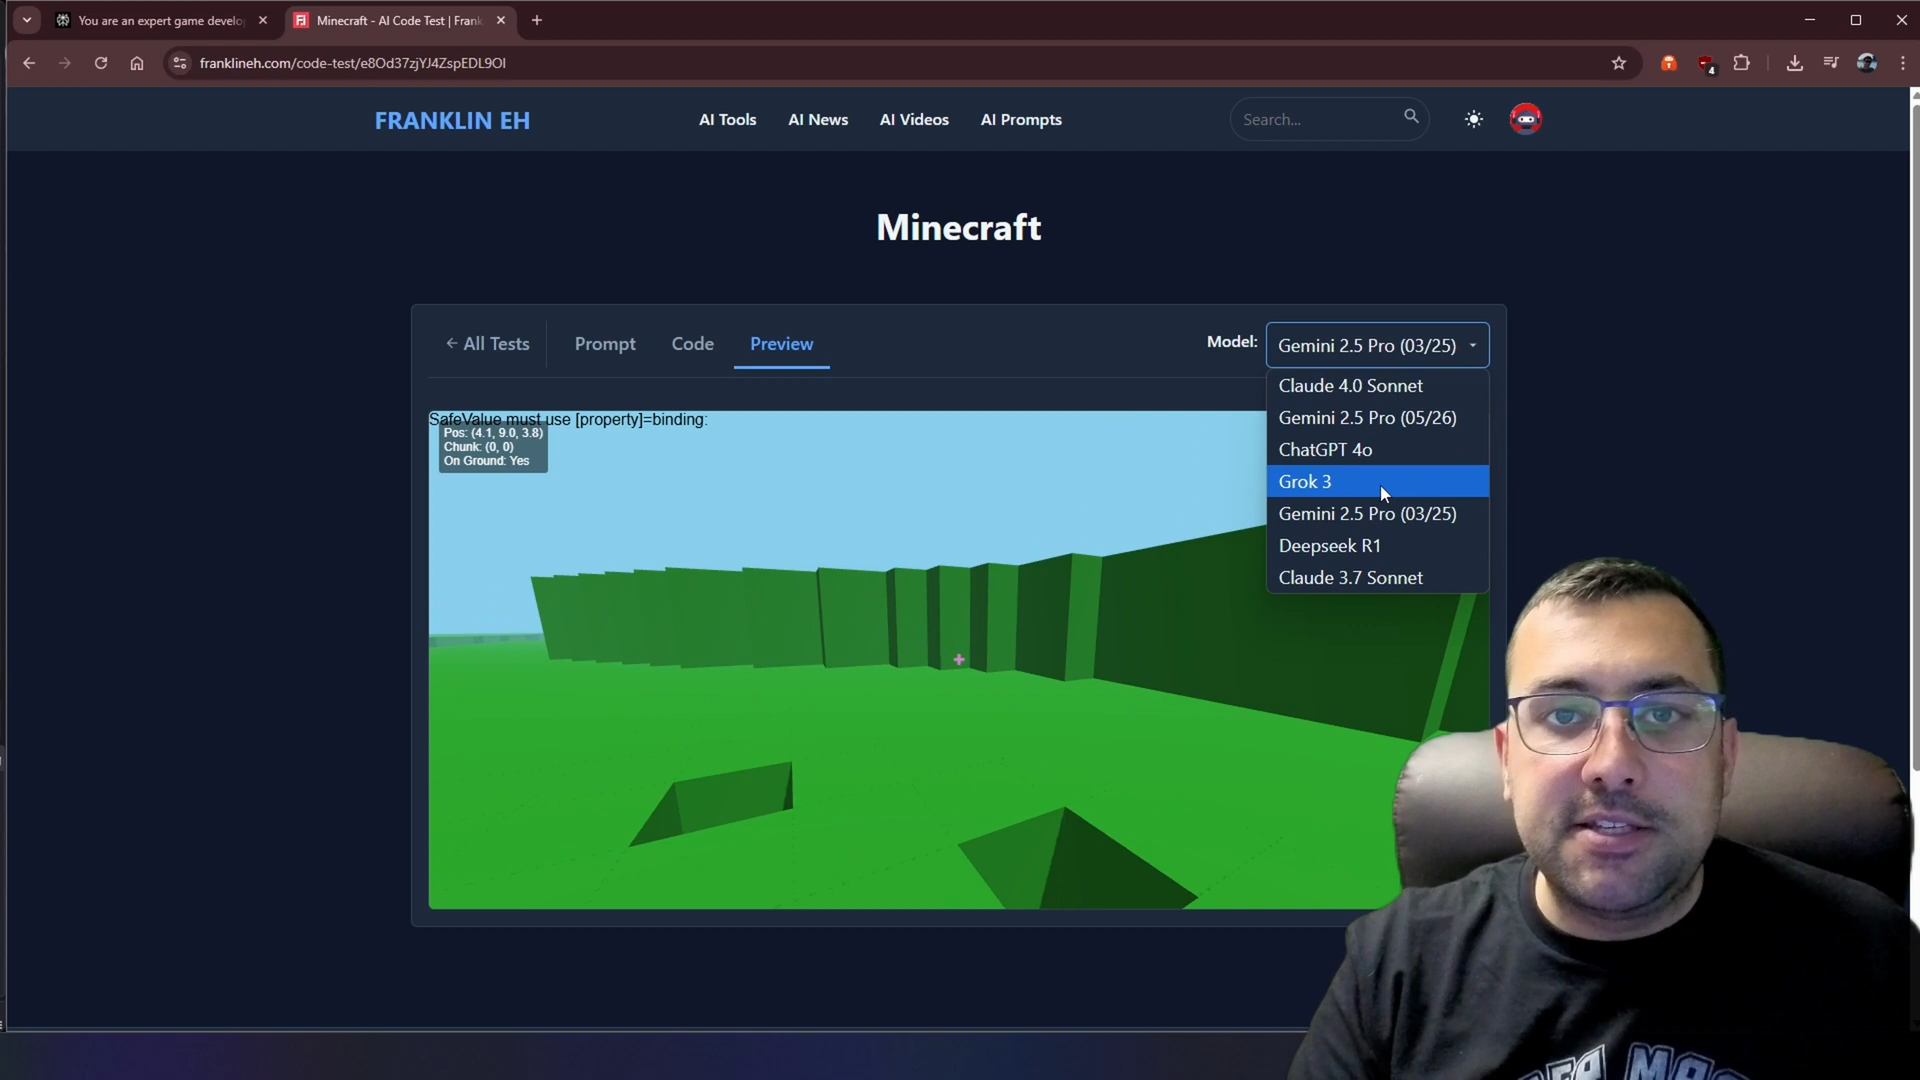 You are an expert game develo
Minecraft - AI Code Test | Frank
franklineh.com/code-test/e8Od37zjYJ4ZspEDL9OI
4
FRANKLIN EH
AI Tools
AI News
AI Videos
AI Prompts
Search...
Minecraft
← All Tests
Prompt
Code
Preview
Model:
Gemini 2.5 Pro (03/25)
Claude 4.0 Sonnet
Gemini 2.5 Pro (05/26)
ChatGPT 4o
Grok 3
Gemini 2.5 Pro (03/25)
Deepseek R1
Claude 3.7 Sonnet
SafeValue must use [property]=binding:
Pos: (4.1, 9.0, 3.8)
Chunk: (0, 0)
On Ground: Yes